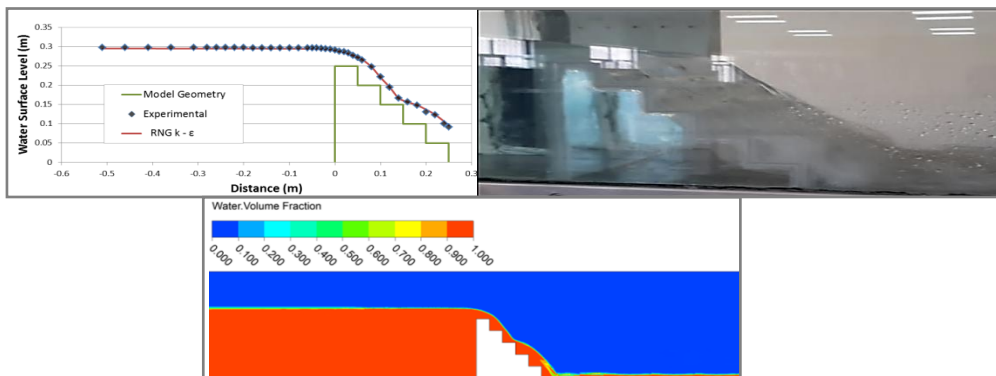 0.35
0.3
0.25
0.2
0.15
0.1
0.05
0
Water Surface Level (m)
Model Geometry
Experimental
RNG k - ε
-0.6 -0.5 -0.4 -0.3 -0.2 -0.1 0 0.1 0.2 0.3
Distance (m)
Water.Volume Fraction
0.000 0.100 0.200 0.300 0.400 0.500 0.600 0.700 0.800 0.900 1.000